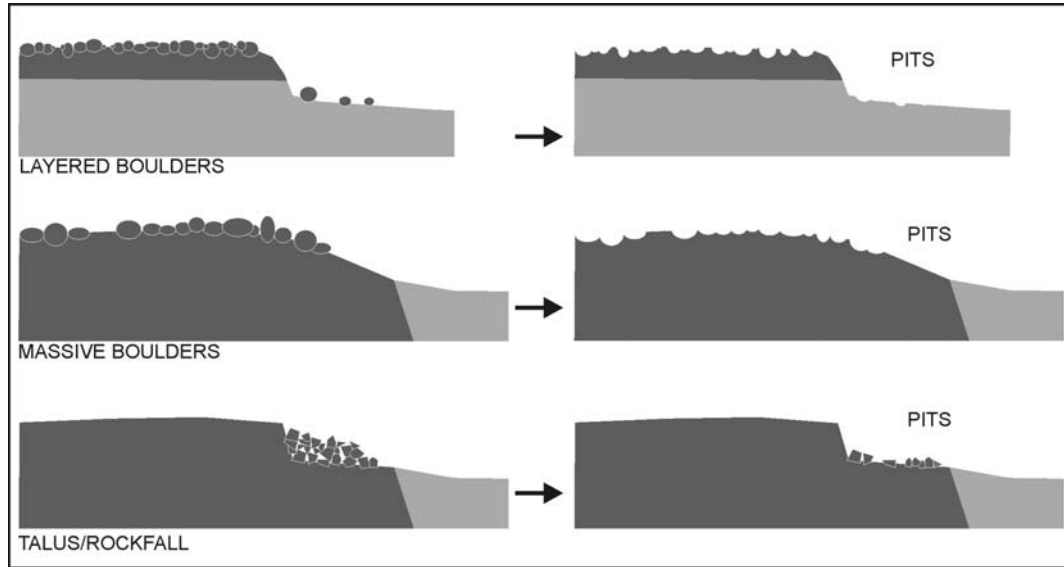 PITS
LAYERED BOULDERS
PITS
MASSIVE BOULDERS
PITS
TALUS/ROCKFALL